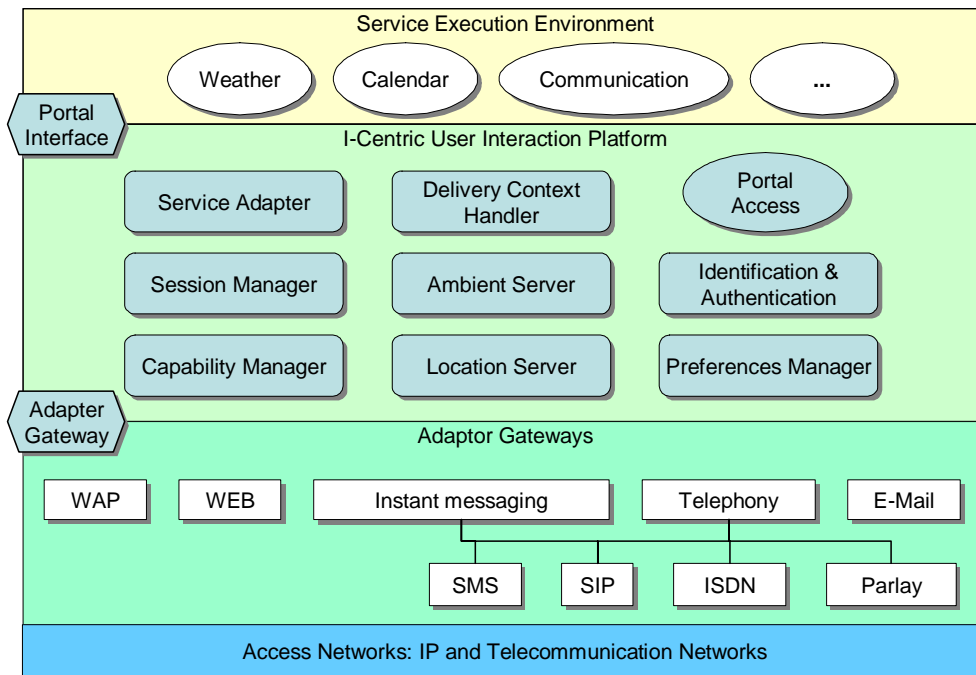 Service Execution Environment
Weather
Calendar
Communication
...
Portal
Interface
I-Centric User Interaction Platform
Service Adapter
Delivery Context
Handler
Portal
Access
Session Manager
Ambient Server
Identification &
Authentication
Capability Manager
Location Server
Preferences Manager
Adapter
Gateway
Adaptor Gateways
WAP
WEB
Instant messaging
Telephony
E-Mail
SMS
SIP
ISDN
Parlay
Access Networks: IP and Telecommunication Networks